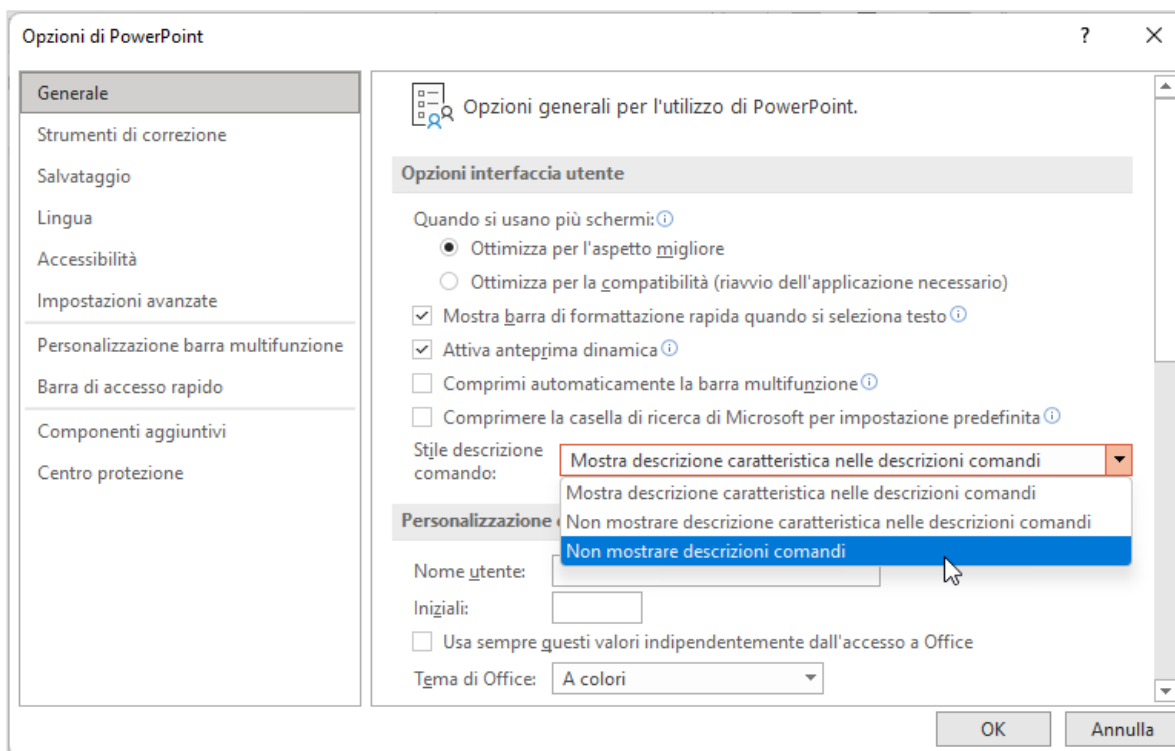 Opzioni di PowerPoint
?
Generale
Strumenti di correzione
Salvataggio
Lingua
Accessibilità
Impostazioni avanzate
Personalizzazione barra multifunzione
Barra di accesso rapido
Componenti aggiuntivi
Centro protezione
Opzioni generali per l'utilizzo di PowerPoint.
Opzioni interfaccia utente
Quando si usano più schermi:
Ottimizza per l'aspetto migliore
Ottimizza per la compatibilità (riavvio dell'applicazione necessario)
Mostra barra di formattazione rapida quando si seleziona testo
Attiva anteprima dinamica
Comprimi automaticamente la barra multifunzione
Comprimere la casella di ricerca di Microsoft per impostazione predefinita
Stile descrizione
comando:
Mostra descrizione caratteristica nelle descrizioni comandi
Mostra descrizione caratteristica nelle descrizioni comandi
Non mostrare descrizione caratteristica nelle descrizioni comandi
Non mostrare descrizioni comandi
Personalizzazione
Nome utente:
Iniziali:
Usa sempre questi valori indipendentemente dall'accesso a Office
Tema di Office:
A colori
OK
Annulla